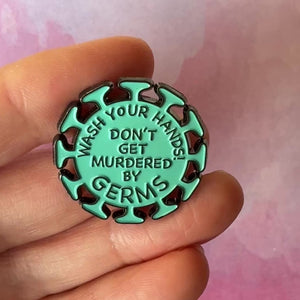 WASH YOUR HANDS!
DON'T
GET
MURDERED
BY
GERMS